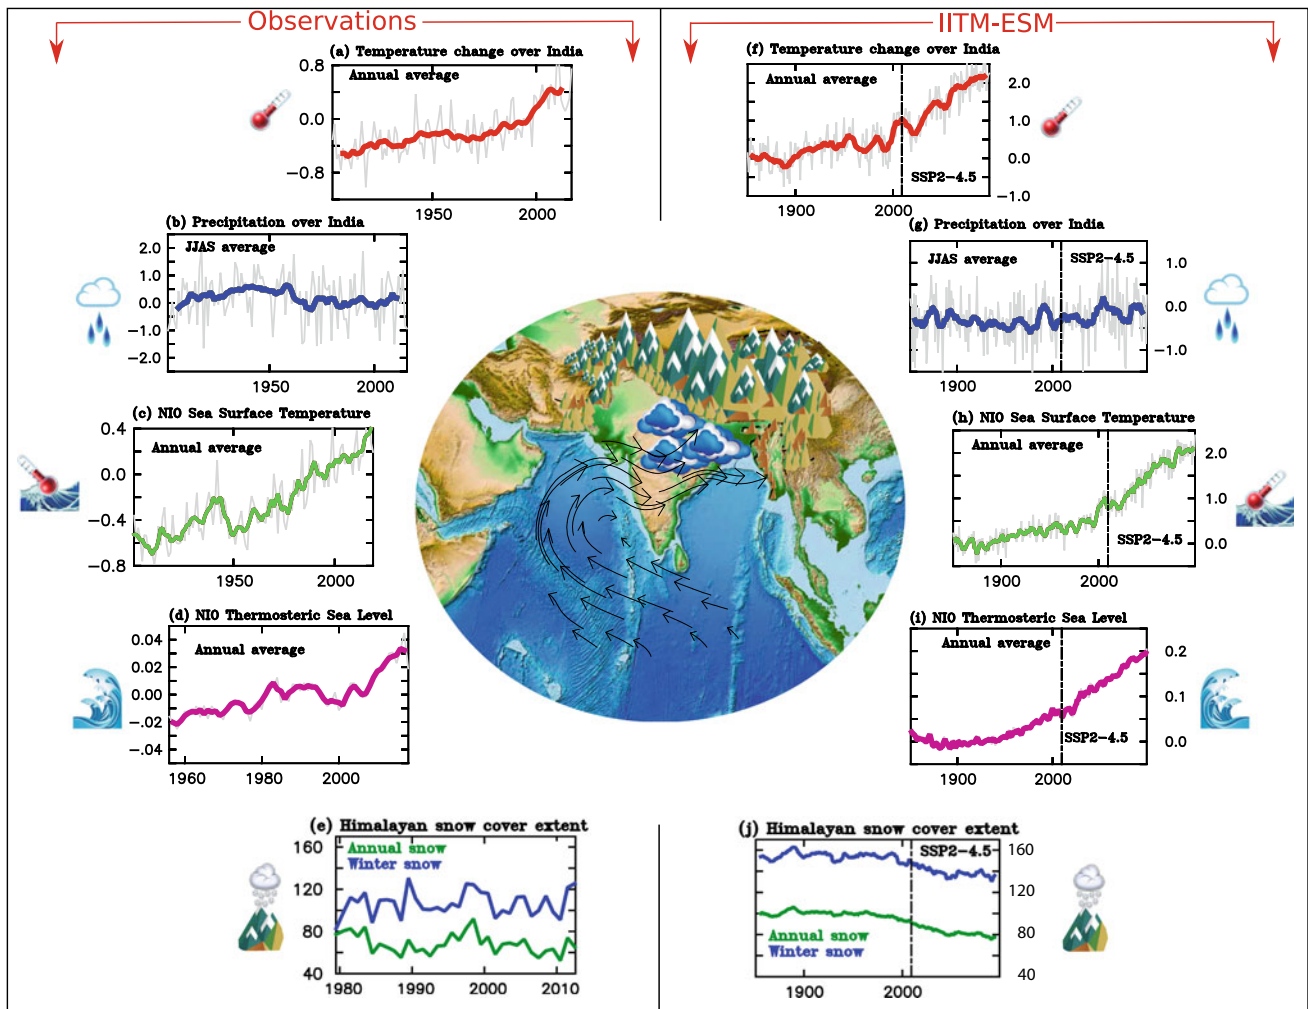 Observations
IITM-ESM
(a) Temperature change over India
Annual average
0.8
0.0
−0.8
1950
2000
(f) Temperature change over India
Annual average
SSP2−4.5
2.0
1.0
0.0
−1.0
1900
2000
(b) Precipitation over India
JJAS average
2.0
1.0
0.0
−1.0
−2.0
1950
2000
(g) Precipitation over India
JJAS average
SSP2−4.5
1.0
0.0
−1.0
1900
2000
(c) NIO Sea Surface Temperature
Annual average
0.4
0.0
−0.4
−0.8
1950
2000
(h) NIO Sea Surface Temperature
Annual average
SSP2−4.5
2.0
1.0
0.0
1900
2000
(d) NIO Thermosteric Sea Level
Annual average
0.04
0.02
0.00
−0.02
−.04
1960
1980
2000
(i) NIO Thermosteric Sea Level
Annual average
SSP2−4.5
0.2
0.1
0.0
1900
2000
(e) Himalayan snow cover extent
Annual snow
Winter snow
160
120
80
40
1980
1990
2000
2010
(j) Himalayan snow cover extent
SSP2−4.5
Annual snow
Winter snow
160
120
80
40
1900
2000